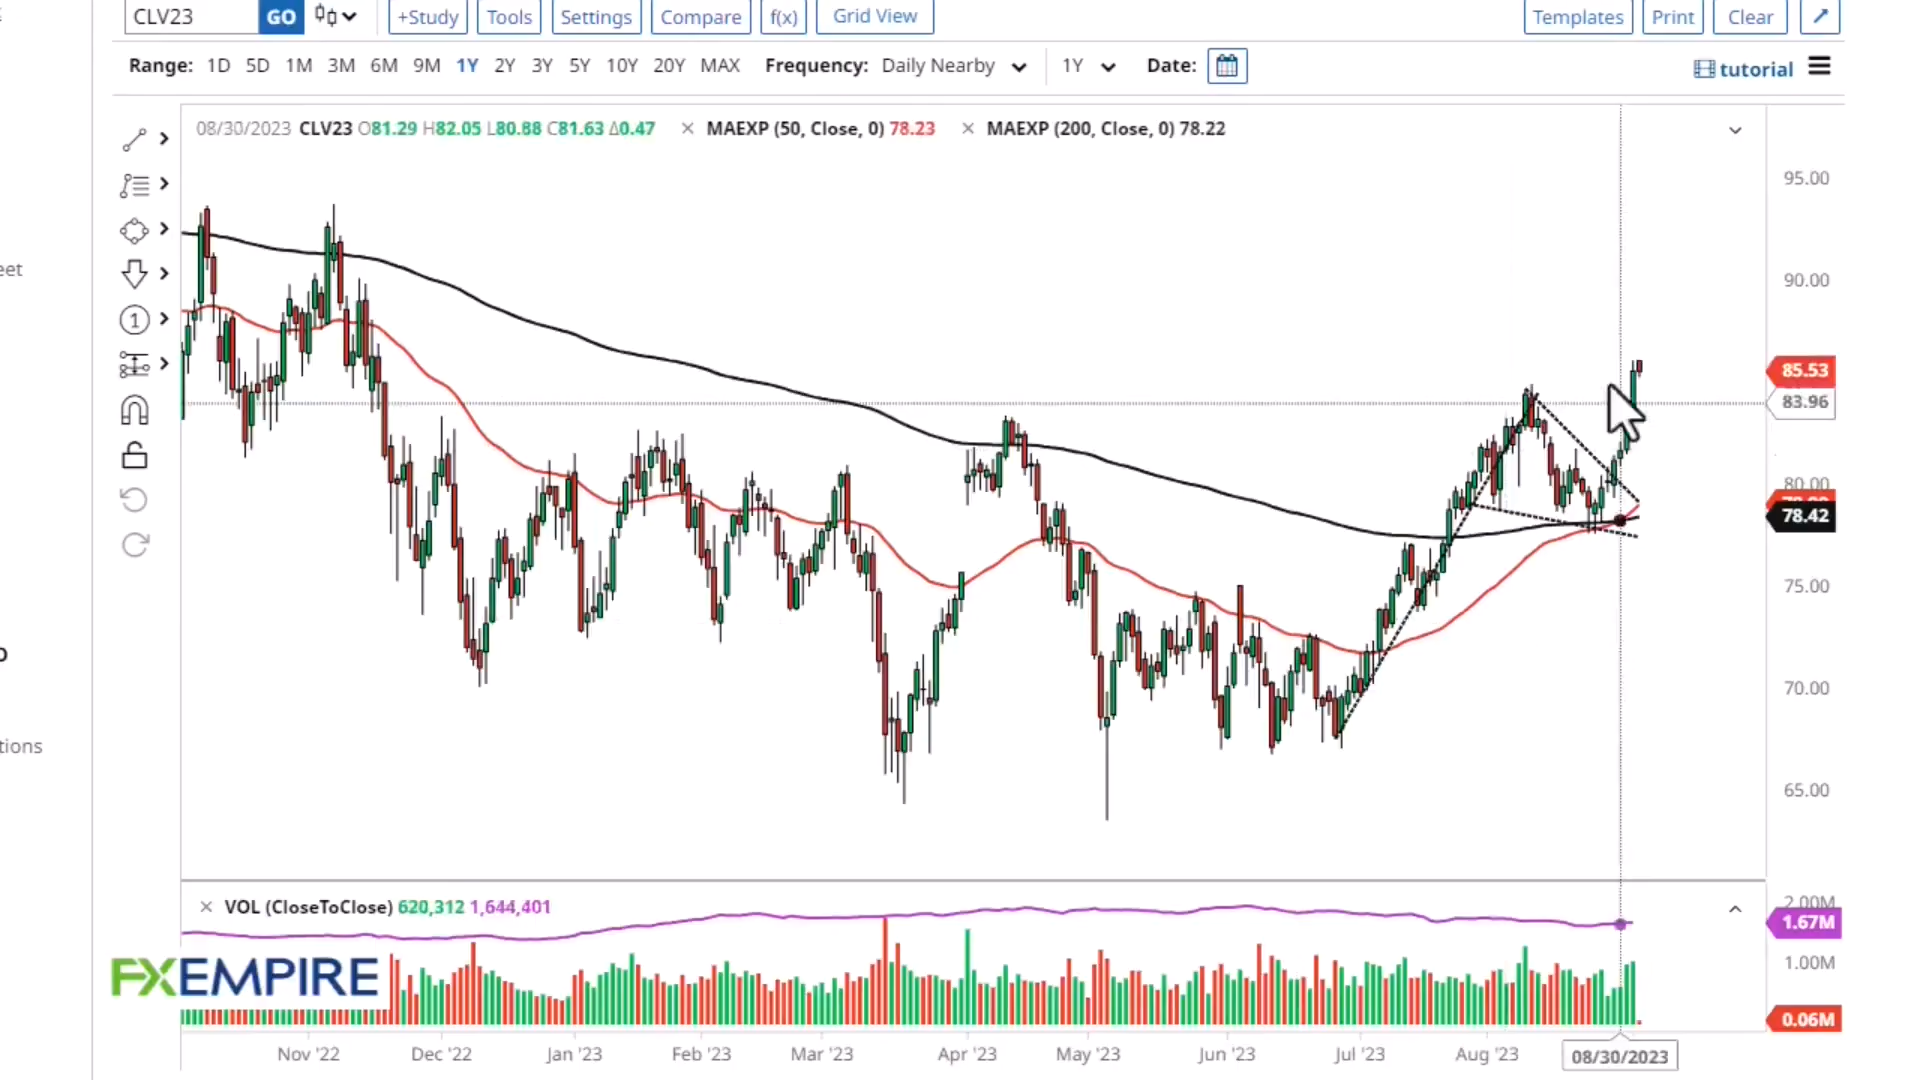 CLV23 GO +Study Tools Settings Compare f(x) Grid View Templates Print Clear
Range: 1D 5D 1M 3M 6M 9M 1Y 2Y 3Y 5Y 10Y 20Y MAX Frequency: Daily Nearby 1Y Date: tutorial
08/30/2023 CLV23 O81.29 H82.05 L80.88 C81.63 Δ0.47 MAEXP (50, Close, 0) 78.23 MAEXP (200, Close, 0) 78.22
95.00
eet
90.00
85.53
83.96
80.00
78.42
75.00
1
70.00
tions
65.00
VOL (CloseToClose) 620,312 1,644,401
2.00M
1.67M
1.00M
FXEMPIRE
0.06M
Nov '22 Dec '22 Jan '23 Feb '23 Mar '23 Apr '23 May '23 Jun '23 Jul '23 Aug '23 08/30/2023